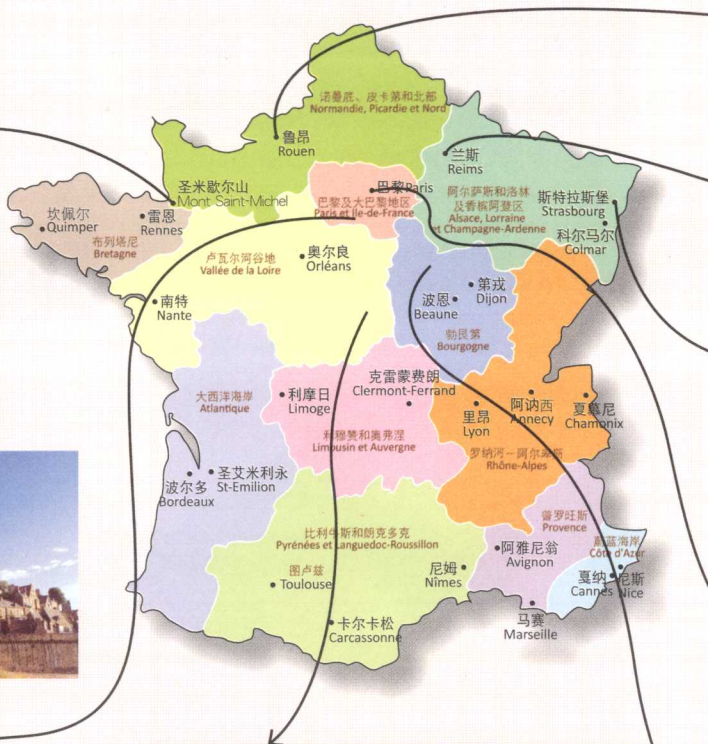 诺曼底、皮卡第和北部
Normandie, Picardie et Nord
鲁昂
Rouen
兰斯
Reims
圣米歇尔山
Mont Saint-Michel
巴黎Paris
巴黎及大巴黎地区
Paris et Ile-de-France
阿尔萨斯和洛林
及香槟阿登区
Alsace, Lorraine
et Champagne-Ardenne
斯特拉斯堡
Strasbourg
科尔马尔
Colmar
坎佩尔
Quimper
雷恩
Rennes
布列塔尼
Bretagne
卢瓦尔河谷地
Vallée de la Loire
奥尔良
Orléans
南特
Nante
第戎
Dijon
波恩
Beaune
勃艮第
Bourgogne
大西洋海岸
Atlantique
利摩日
Limoge
克雷蒙费朗
Clermont-Ferrand
利穆赞和奥弗涅
Limousin et Auvergne
里昂
Lyon
阿讷西
Annecy
夏慕尼
Chamonix
罗纳河－阿尔卑斯
Rhône-Alpes
波尔多
Bordeaux
圣艾米利永
St-Emilion
比利牛斯和朗克多克
Pyrénées et Languedoc-Roussillon
图卢兹
Toulouse
尼姆
Nîmes
卡尔卡松
Carcassonne
普罗旺斯
Provence
阿雅尼翁
Avignon
蔚蓝海岸
Côte d'Azur
戛纳
Cannes
尼斯
Nice
马赛
Marseille